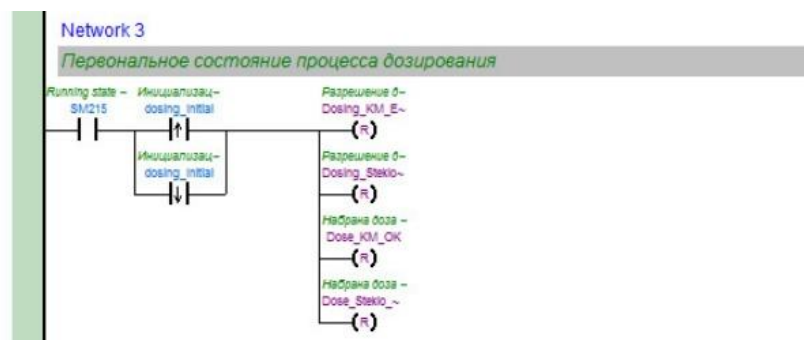 Network 3
Первональное состояние процесса дозирования
Running state ~ Инициализац~ Разрешение д~
SM215 dosing_initial Dosing_KM_E~
↑ R
Инициализац~ Разрешение д~
dosing_initial Dosing_Steklo~
↓ R
Набрана доза ~
Dose_KM_OK
R
Набрана доза ~
Dose_Steklo_~
R